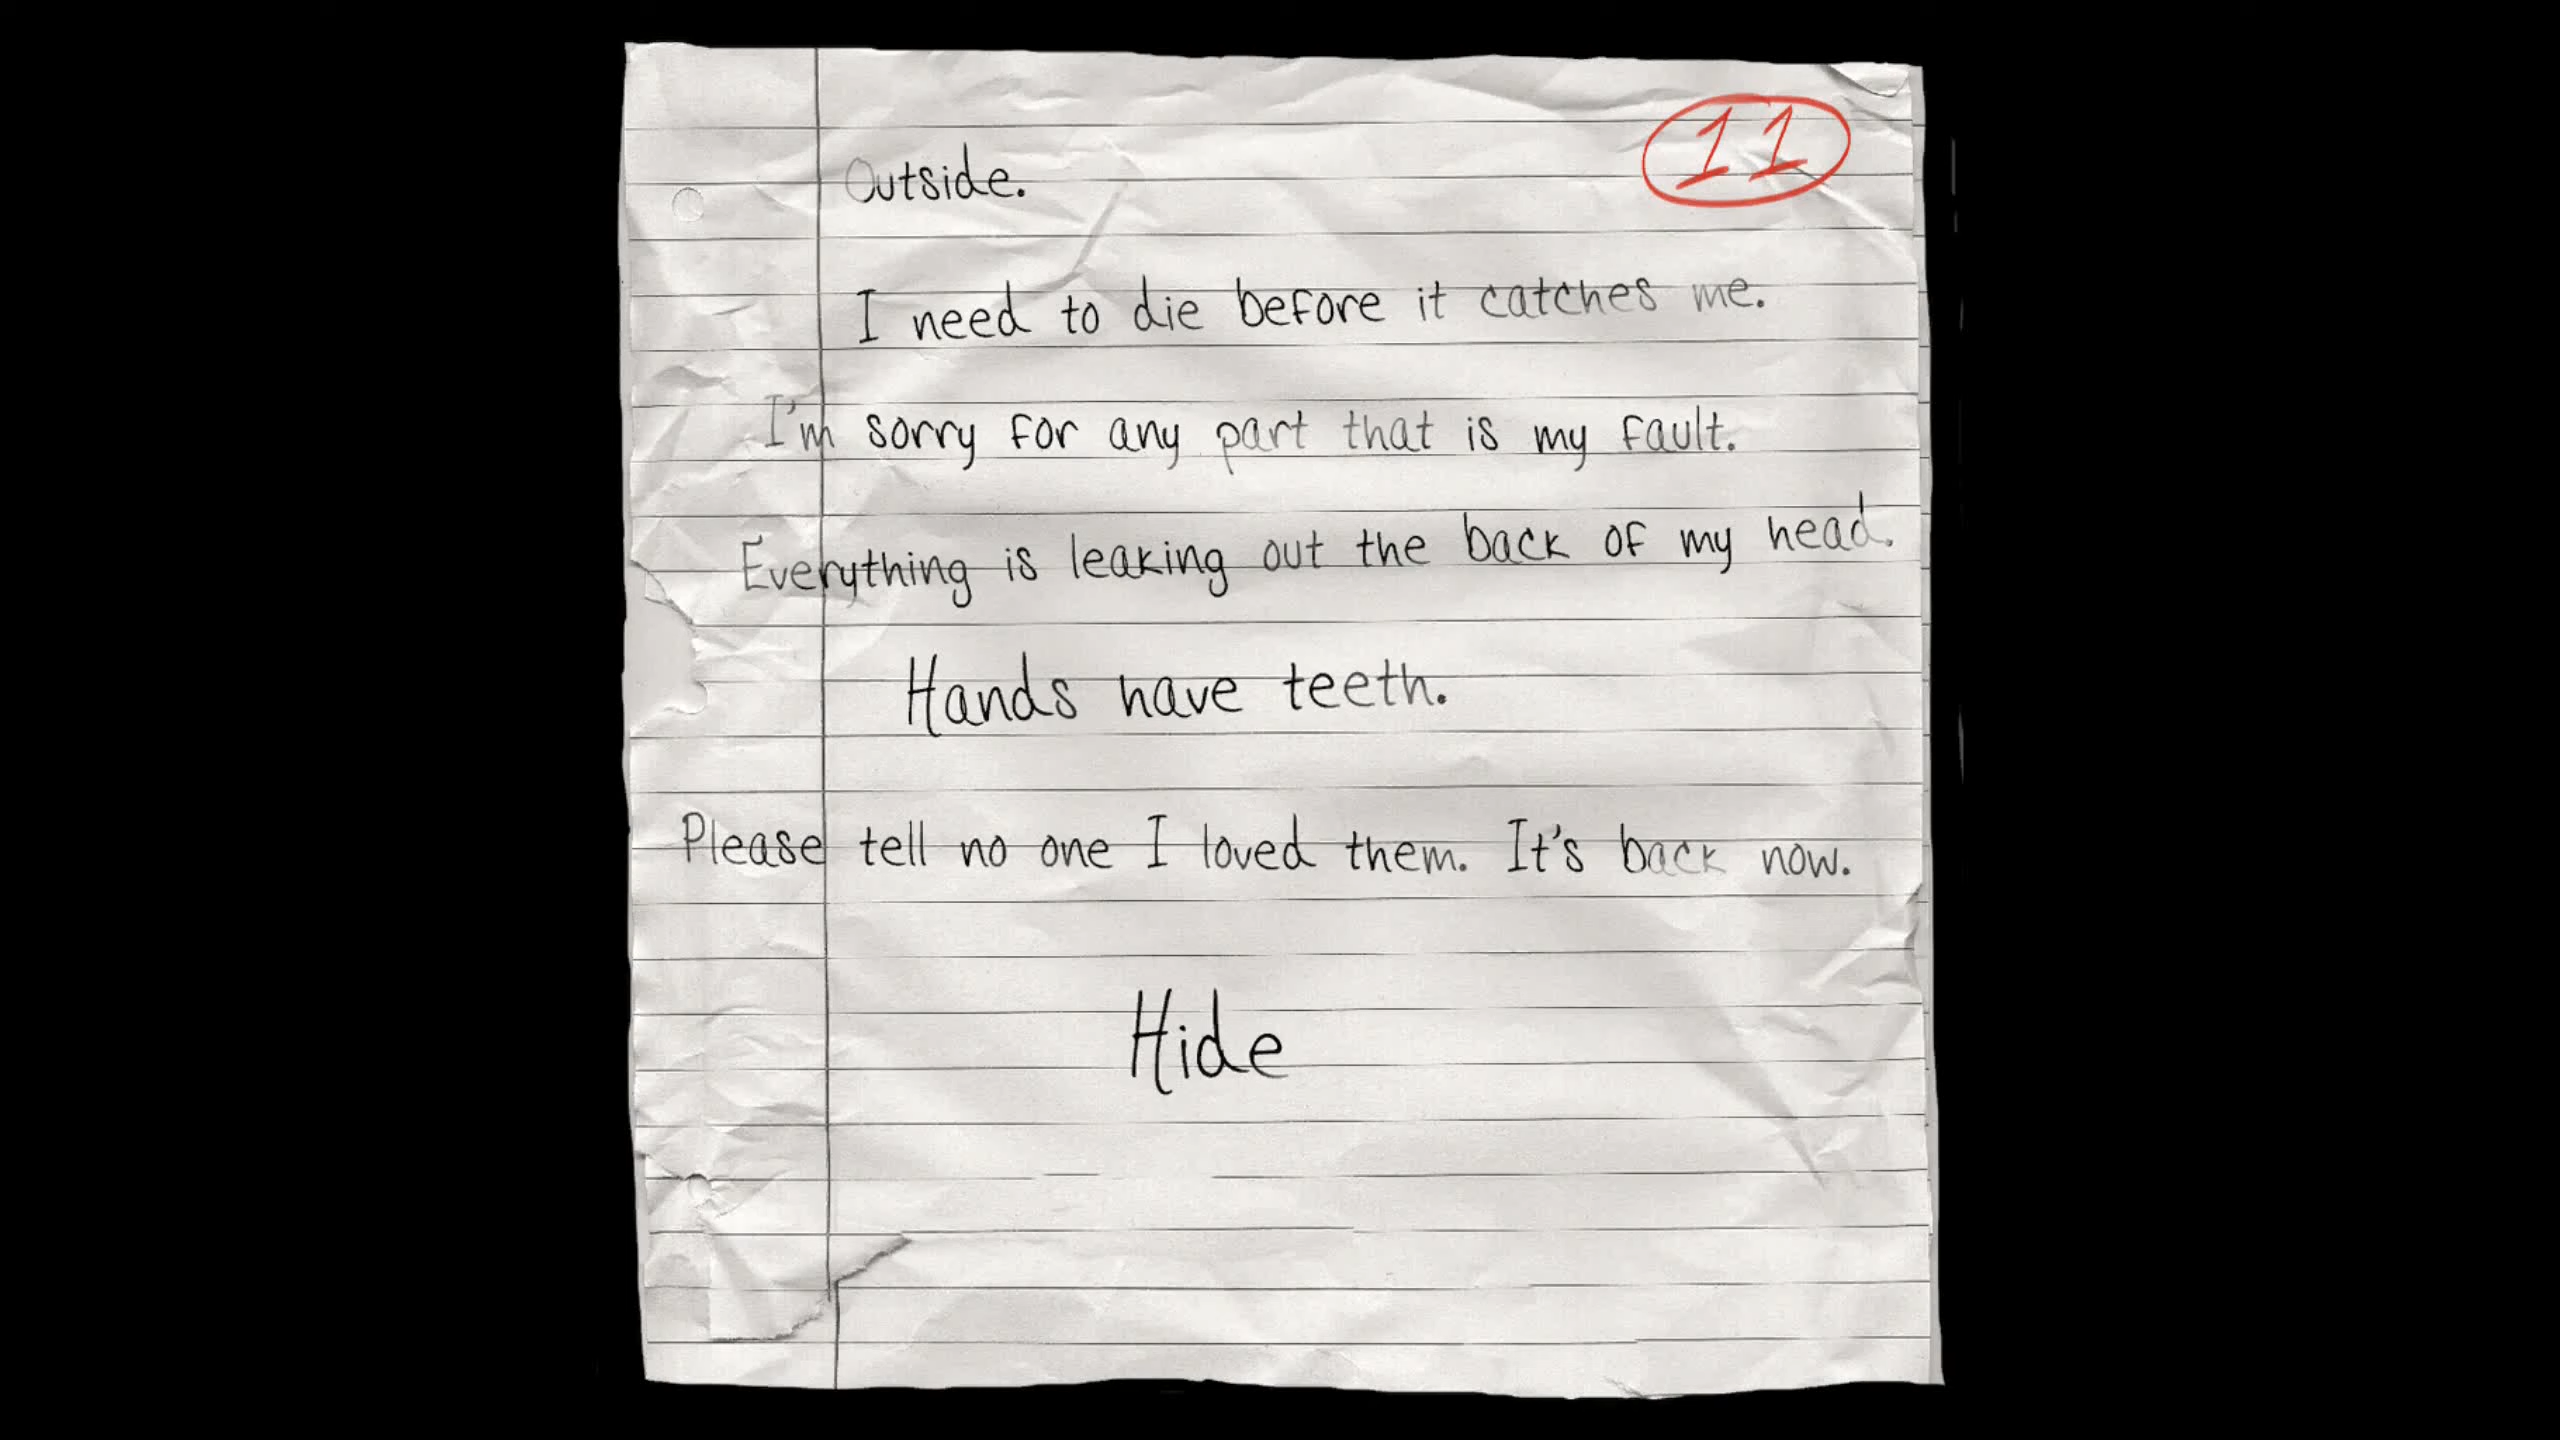 11
Outside.
I need to die before it catches me.
I'm sorry for any part that is my fault.
Everything is leaking out the back of my head.
Hands have teeth.
Please tell no one I loved them. It's back now.
Hide